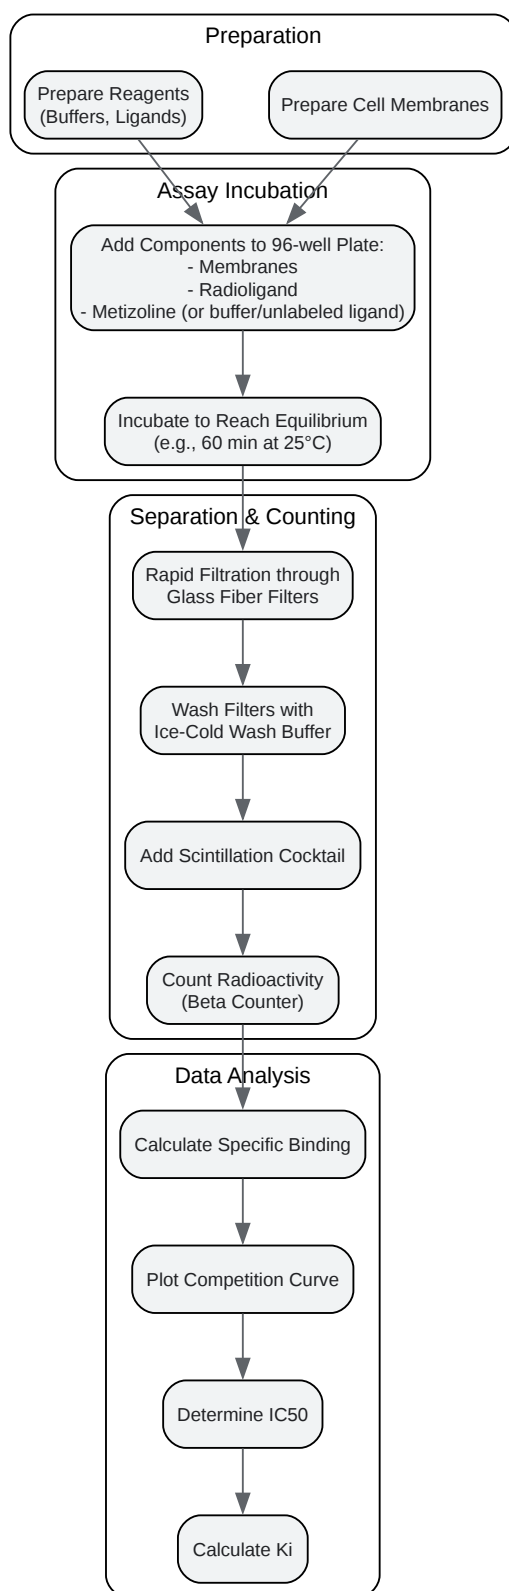 Preparation
Prepare Reagents
(Buffers, Ligands)
Prepare Cell Membranes
Assay Incubation
Add Components to 96-well Plate:
- Membranes
- Radioligand
- Metizoline (or buffer/unlabeled ligand)
Incubate to Reach Equilibrium
(e.g., 60 min at 25°C)
Separation & Counting
Rapid Filtration through
Glass Fiber Filters
Wash Filters with
Ice-Cold Wash Buffer
Add Scintillation Cocktail
Count Radioactivity
(Beta Counter)
Data Analysis
Calculate Specific Binding
Plot Competition Curve
Determine IC50
Calculate Ki